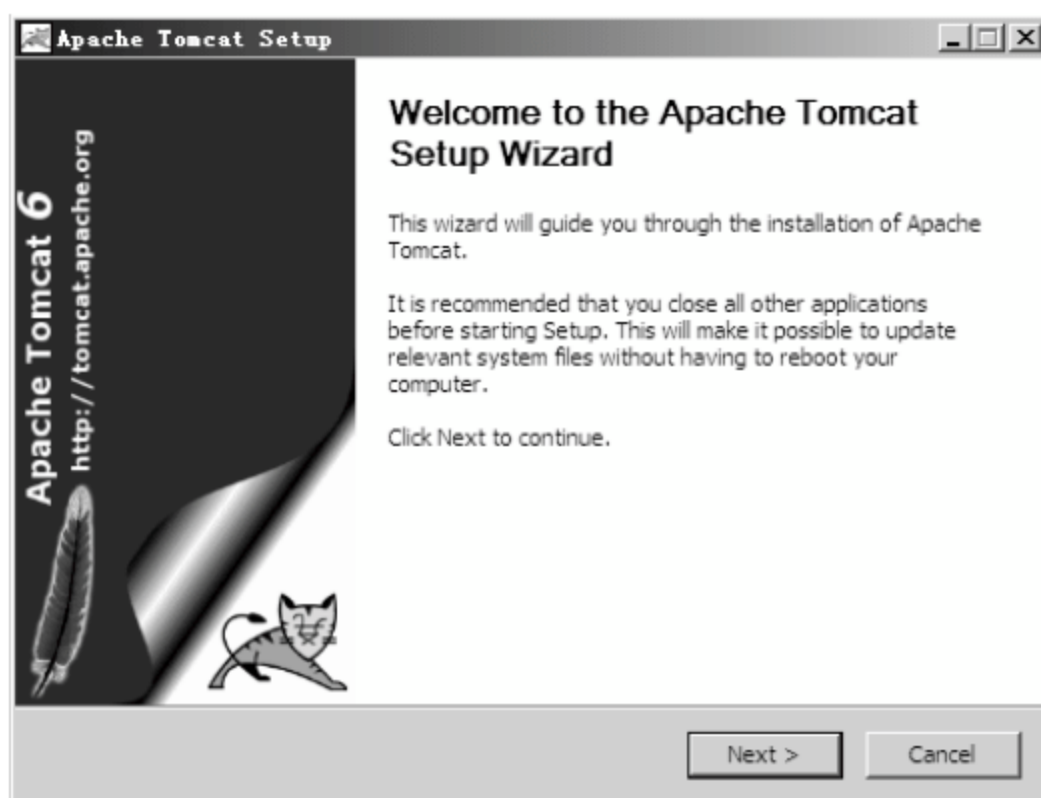 Apache Tomcat Setup
Apache Tomcat 6
http://tomcat.apache.org
Welcome to the Apache Tomcat
Setup Wizard
This wizard will guide you through the installation of Apache
Tomcat.
It is recommended that you close all other applications
before starting Setup. This will make it possible to update
relevant system files without having to reboot your
computer.
Click Next to continue.
Next >
Cancel